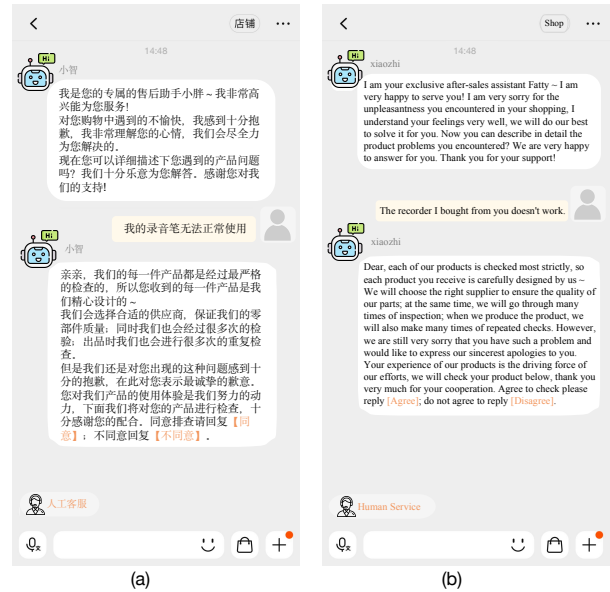 店铺
14:48
Hi
小智
我是您的专属的售后助手小胖~我非常高
兴能为您服务!
对您购物中遇到的不愉快，我感到十分抱
歉，我非常理解您的心情，我们会尽全力
为您解决的。
现在您可以详细描述下您遇到的产品问题
吗？我们十分乐意为您解答。感谢您对我
们的支持!
我的录音笔无法正常使用
Hi
小智
亲亲，我们的每一件产品都是经过最严格
的检查的，所以您收到的每一件产品是我
们精心设计的~
我们会选择合适的供应商，保证我们的零
部件质量；同时我们也会经过很多次的检
验；出品时我们也会进行很多次的重复检
查。
但是我们还是对您出现的这种问题感到十
分的抱歉，在此对您表示最诚挚的歉意。
您对我们产品的使用体验是我们努力的动
力，下面我们将对您的产品进行检查，十
分感谢您的配合。同意排查请回复【同
意】；不同意回复【不同意】。
人工客服
(a)
Shop
14:48
Hi
xiaozhi
I am your exclusive after-sales assistant Fatty ~ I am
very happy to serve you! I am very sorry for the
unpleasantness you encountered in your shopping, I
understand your feelings very well, we will do our best
to solve it for you. Now you can describe in detail the
product problems you encountered? We are very happy
to answer for you. Thank you for your support!
The recorder I bought from you doesn't work.
Hi
xiaozhi
Dear, each of our products is checked most strictly, so
each product you receive is carefully designed by us ~
We will choose the right supplier to ensure the quality of
our parts; at the same time, we will go through many
times of inspection; when we produce the product, we
will also make many times of repeated checks. However,
we are still very sorry that you have such a problem and
would like to express our sincerest apologies to you.
Your experience of our products is the driving force of
our efforts, we will check your product below, thank you
very much for your cooperation. Agree to check please
reply [Agree]; do not agree to reply [Disagree].
Human Service
(b)